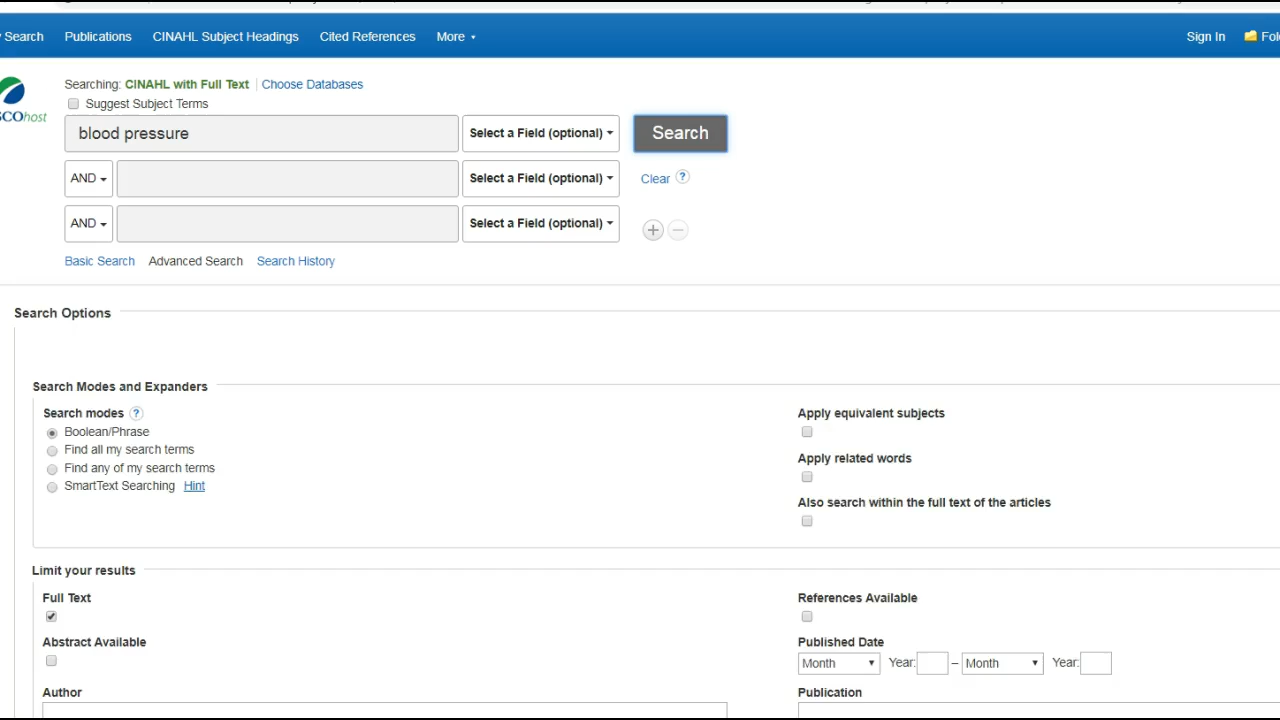 Search Publications CINAHL Subject Headings Cited References More Sign In
Searching: CINAHL with Full Text Choose Databases
Suggest Subject Terms
blood pressure Select a Field (optional) Search
AND Select a Field (optional) Clear ?
AND Select a Field (optional) + −
Basic Search Advanced Search Search History
Search Options
Search Modes and Expanders
Search modes ? Apply equivalent subjects
Boolean/Phrase
Find all my search terms Apply related words
Find any of my search terms
SmartText Searching Hint
Also search within the full text of the articles
Limit your results
Full Text References Available
Abstract Available Published Date
Month Year: – Month Year:
Author Publication